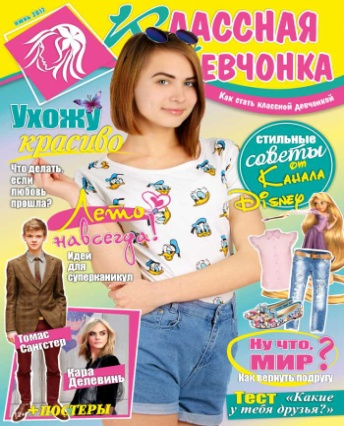 июнь 2017
Классная
девчонка
Как стать классной девчонкой
Ухожу
красиво
Что делать,
если
любовь
прошла?
СТИЛЬНЫЕ
советы
от
Канала
Disney
Лето
навсегда!
Идеи
для
суперканикул
Томас
Сангстер
Кара
Делевинь
+ ПОСТЕРЫ
Ну что,
МИР?
Как вернуть подругу
Тест «Какие
у тебя друзья?»